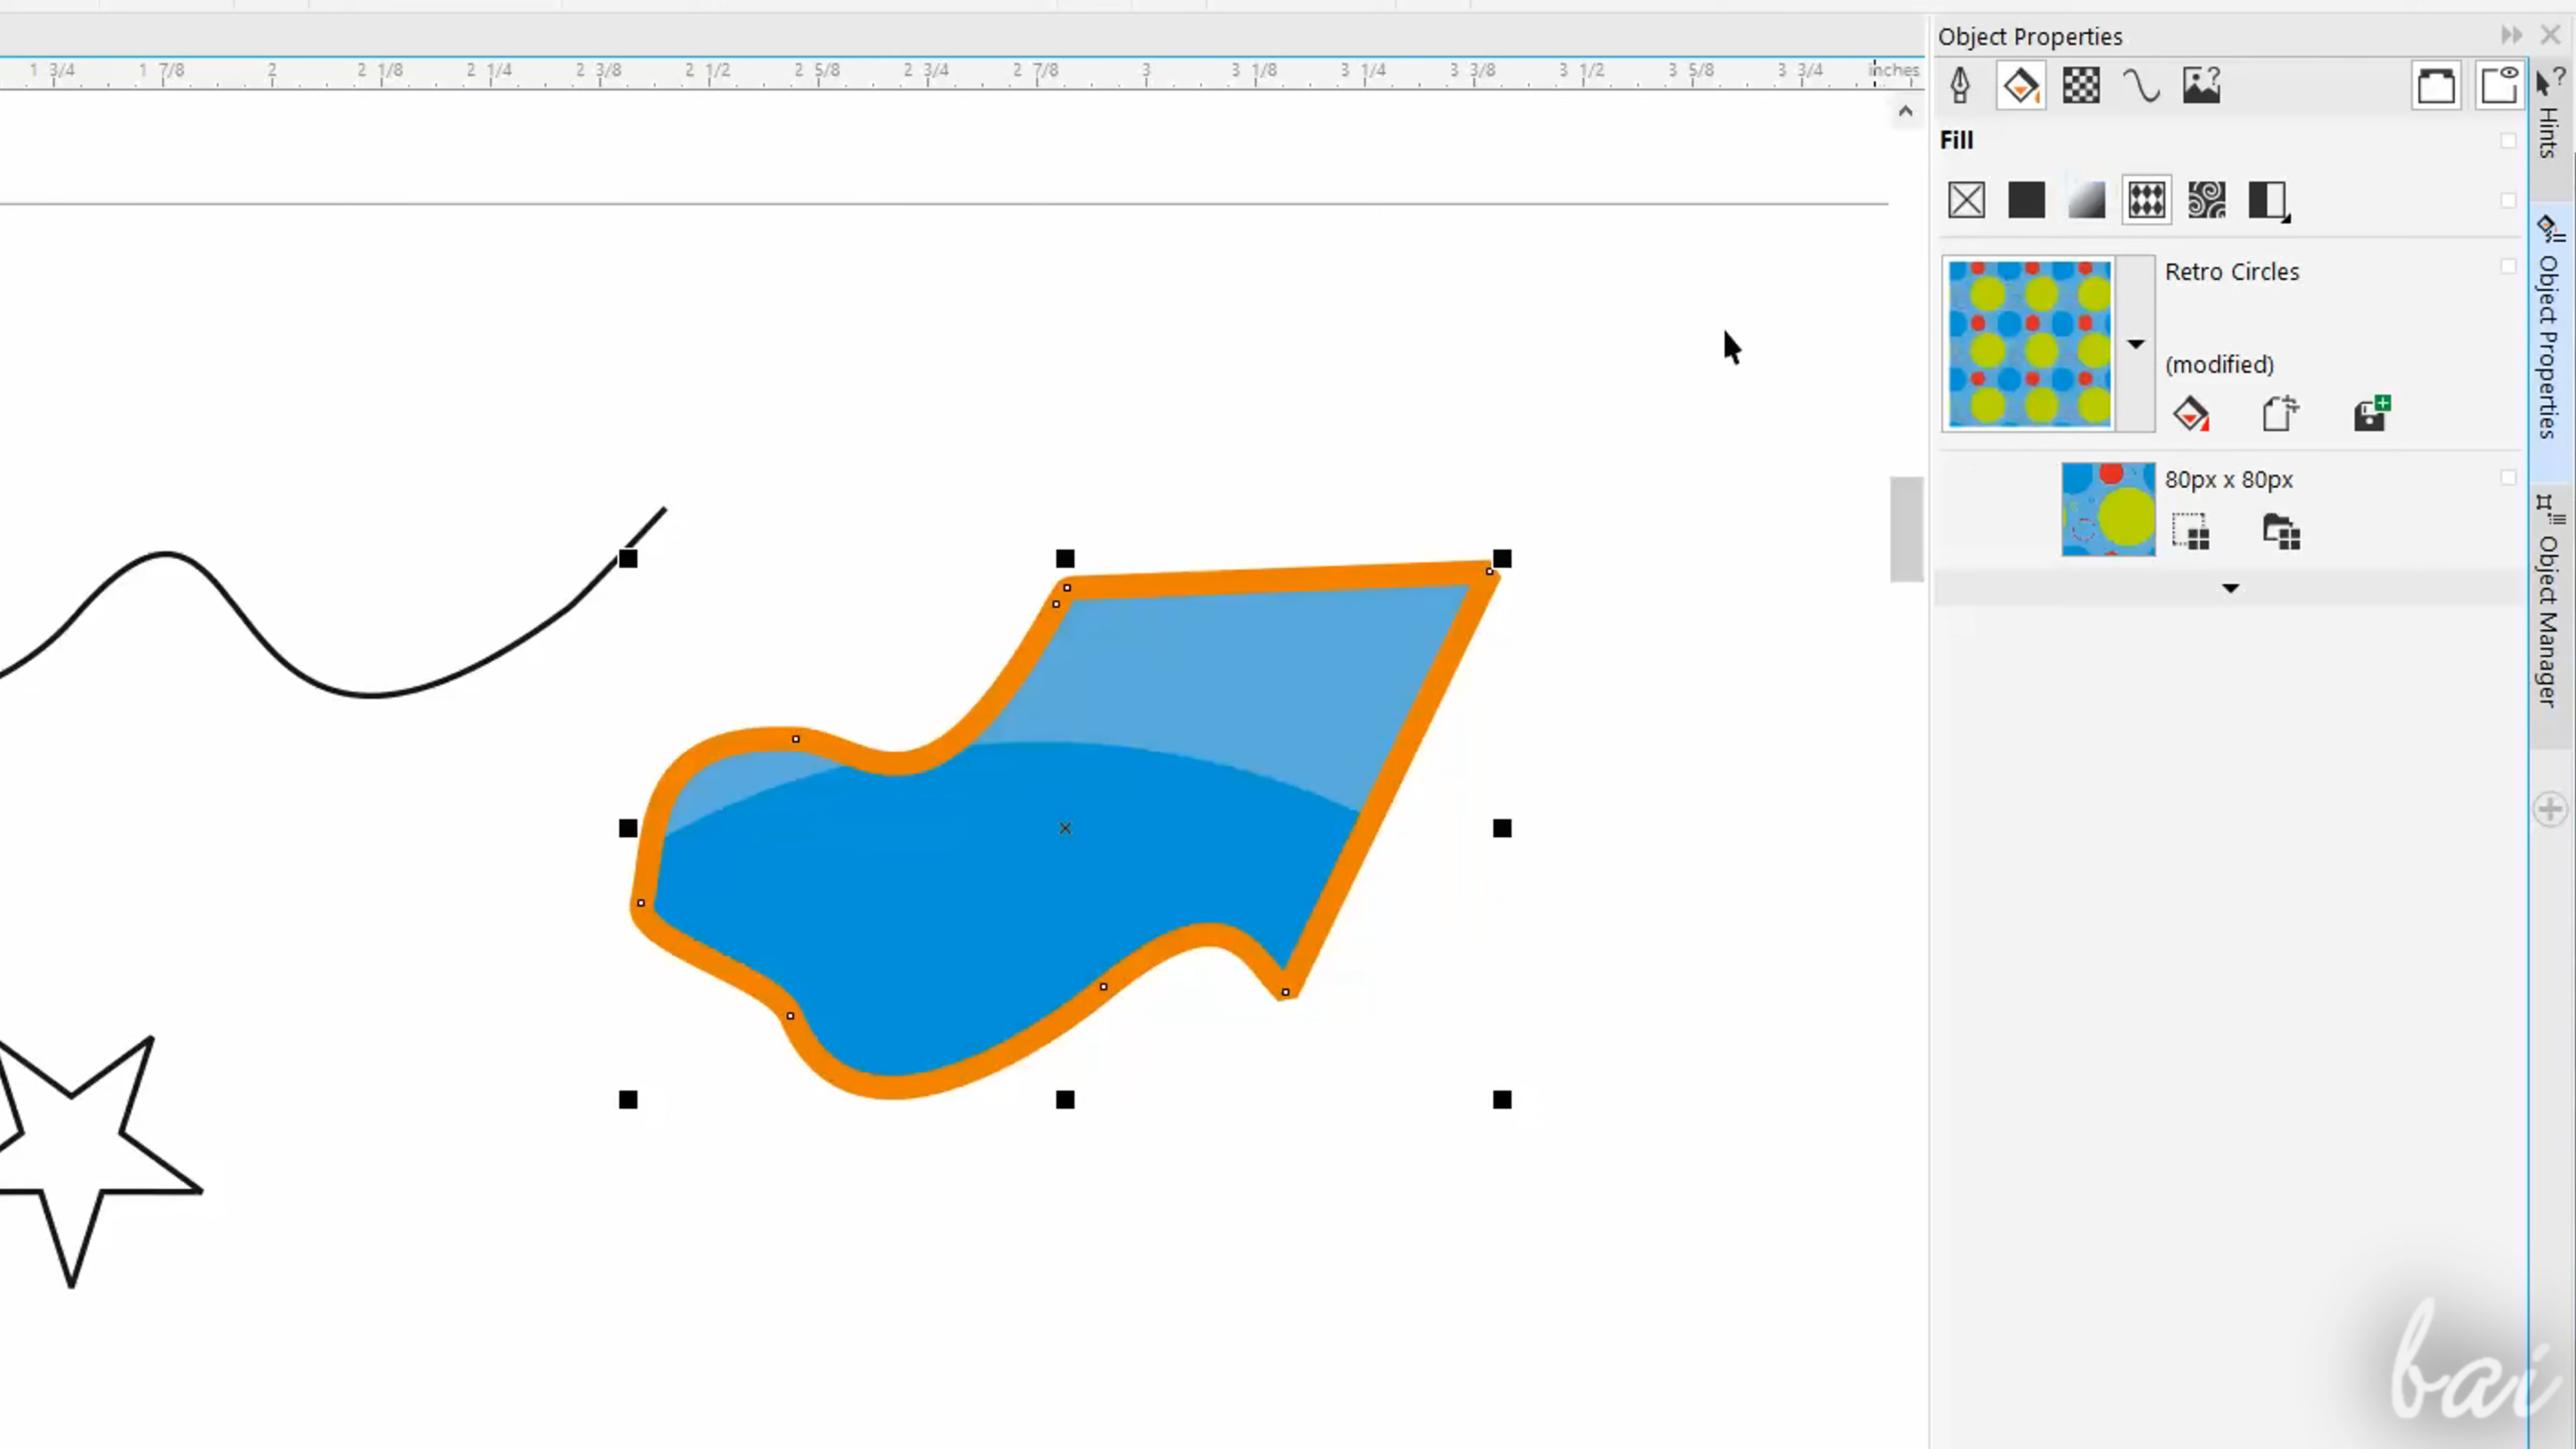 Object Properties
1 3/4 1 7/8 2 2 1/8 2 1/4 2 3/8 2 1/2 2 5/8 2 3/4 2 7/8 3 3 1/8 3 1/4 3 3/8 3 1/2 3 5/8 3 3/4 inches
Fill
Retro Circles
(modified)
80px x 80px
Hints
Object Properties
Object Manager
bai